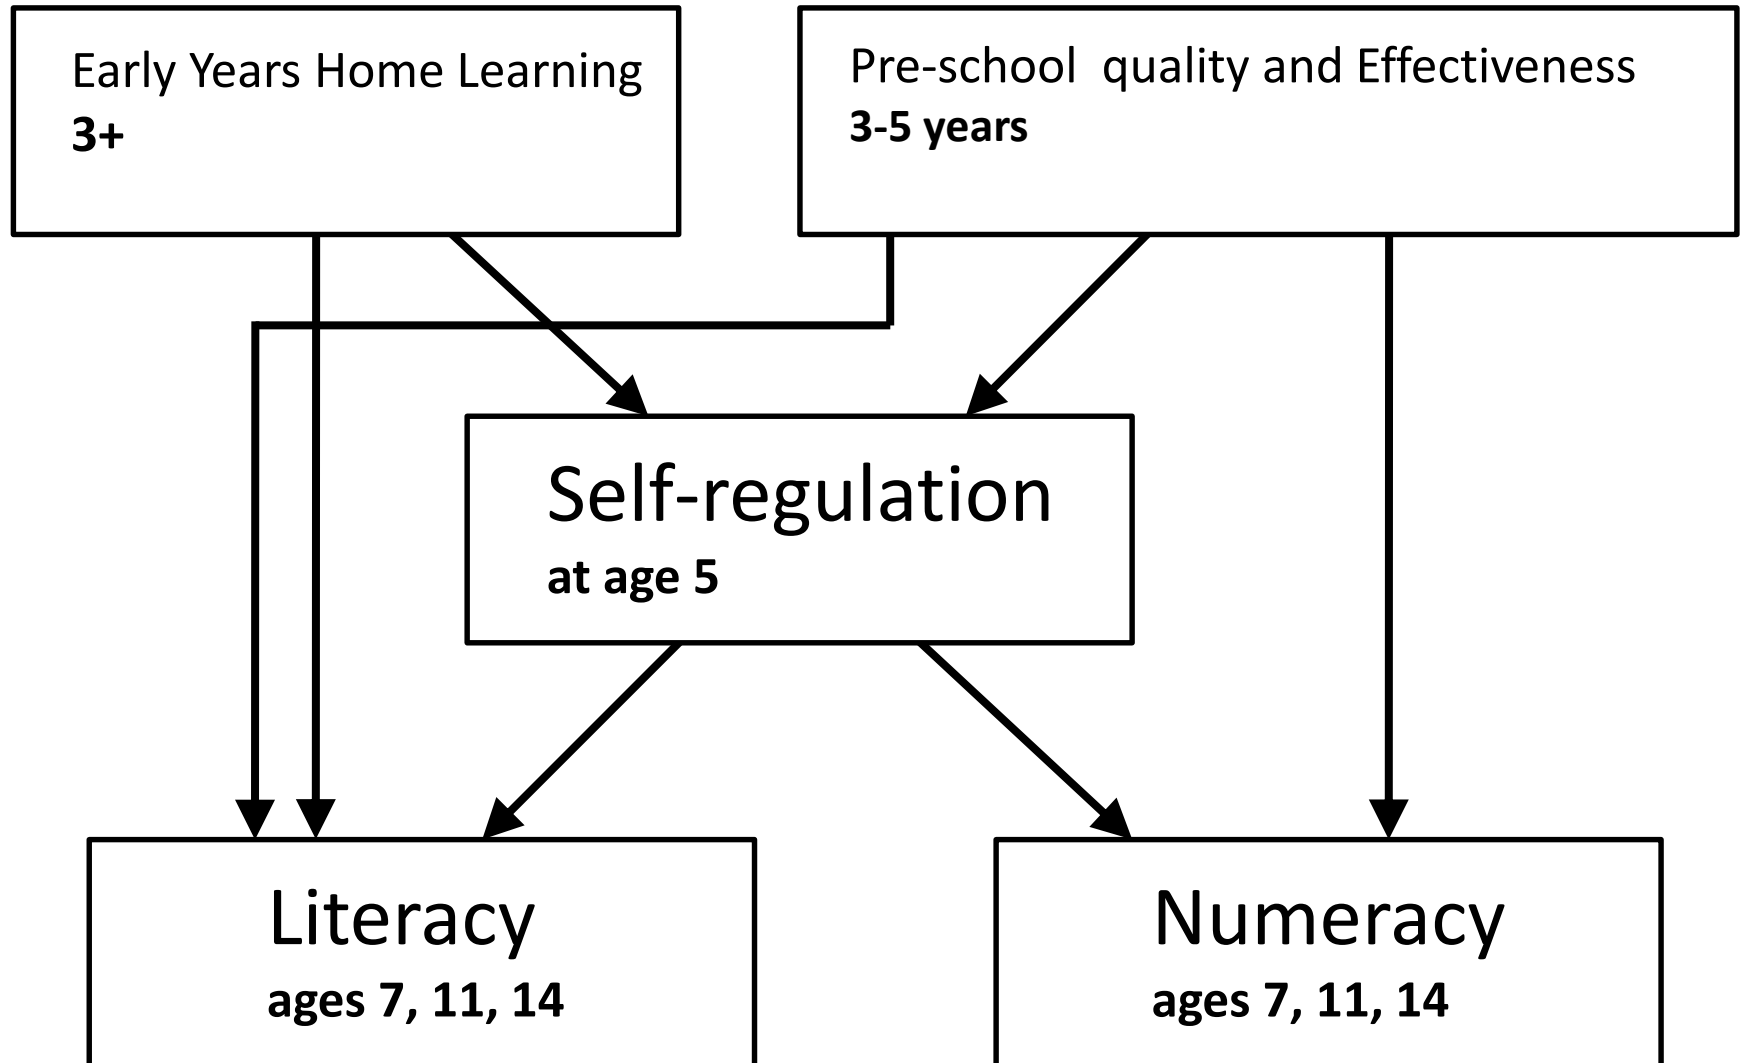 Early Years Home Learning
3+
Pre-school  quality and Effectiveness
3-5 years
Self-regulation
at age 5
Literacy
ages 7, 11, 14
Numeracy
ages 7, 11, 14